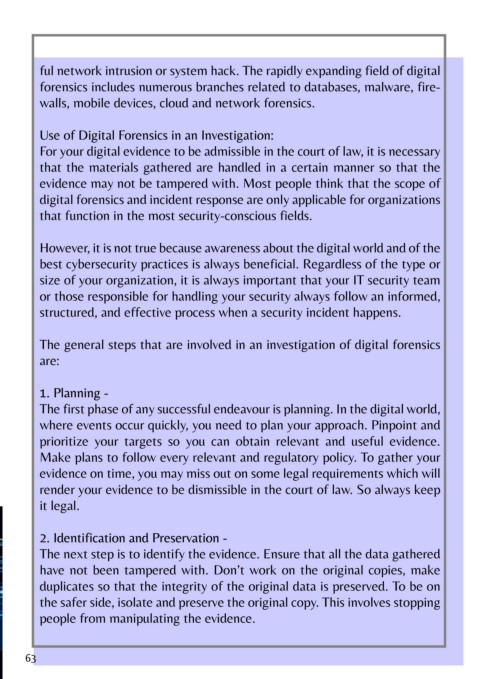 ful network intrusion or system hack. The rapidly expanding field of digital
forensics includes numerous branches related to databases, malware, fire-
walls, mobile devices, cloud and network forensics.
Use of Digital Forensics in an Investigation:
For your digital evidence to be admissible in the court of law, it is necessary
that the materials gathered are handled in a certain manner so that the
evidence may not be tampered with. Most people think that the scope of
digital forensics and incident response are only applicable for organizations
that function in the most security-conscious fields.
However, it is not true because awareness about the digital world and of the
best cybersecurity practices is always beneficial. Regardless of the type or
size of your organization, it is always important that your IT security team
or those responsible for handling your security always follow an informed,
structured, and effective process when a security incident happens.
The general steps that are involved in an investigation of digital forensics
are:
1. Planning -
The first phase of any successful endeavour is planning. In the digital world,
where events occur quickly, you need to plan your approach. Pinpoint and
prioritize your targets so you can obtain relevant and useful evidence.
Make plans to follow every relevant and regulatory policy. To gather your
evidence on time, you may miss out on some legal requirements which will
render your evidence to be dismissible in the court of law. So always keep
it legal.
2. Identification and Preservation -
The next step is to identify the evidence. Ensure that all the data gathered
have not been tampered with. Don't work on the original copies, make
duplicates so that the integrity of the original data is preserved. To be on
the safer side, isolate and preserve the original copy. This involves stopping
people from manipulating the evidence.
63